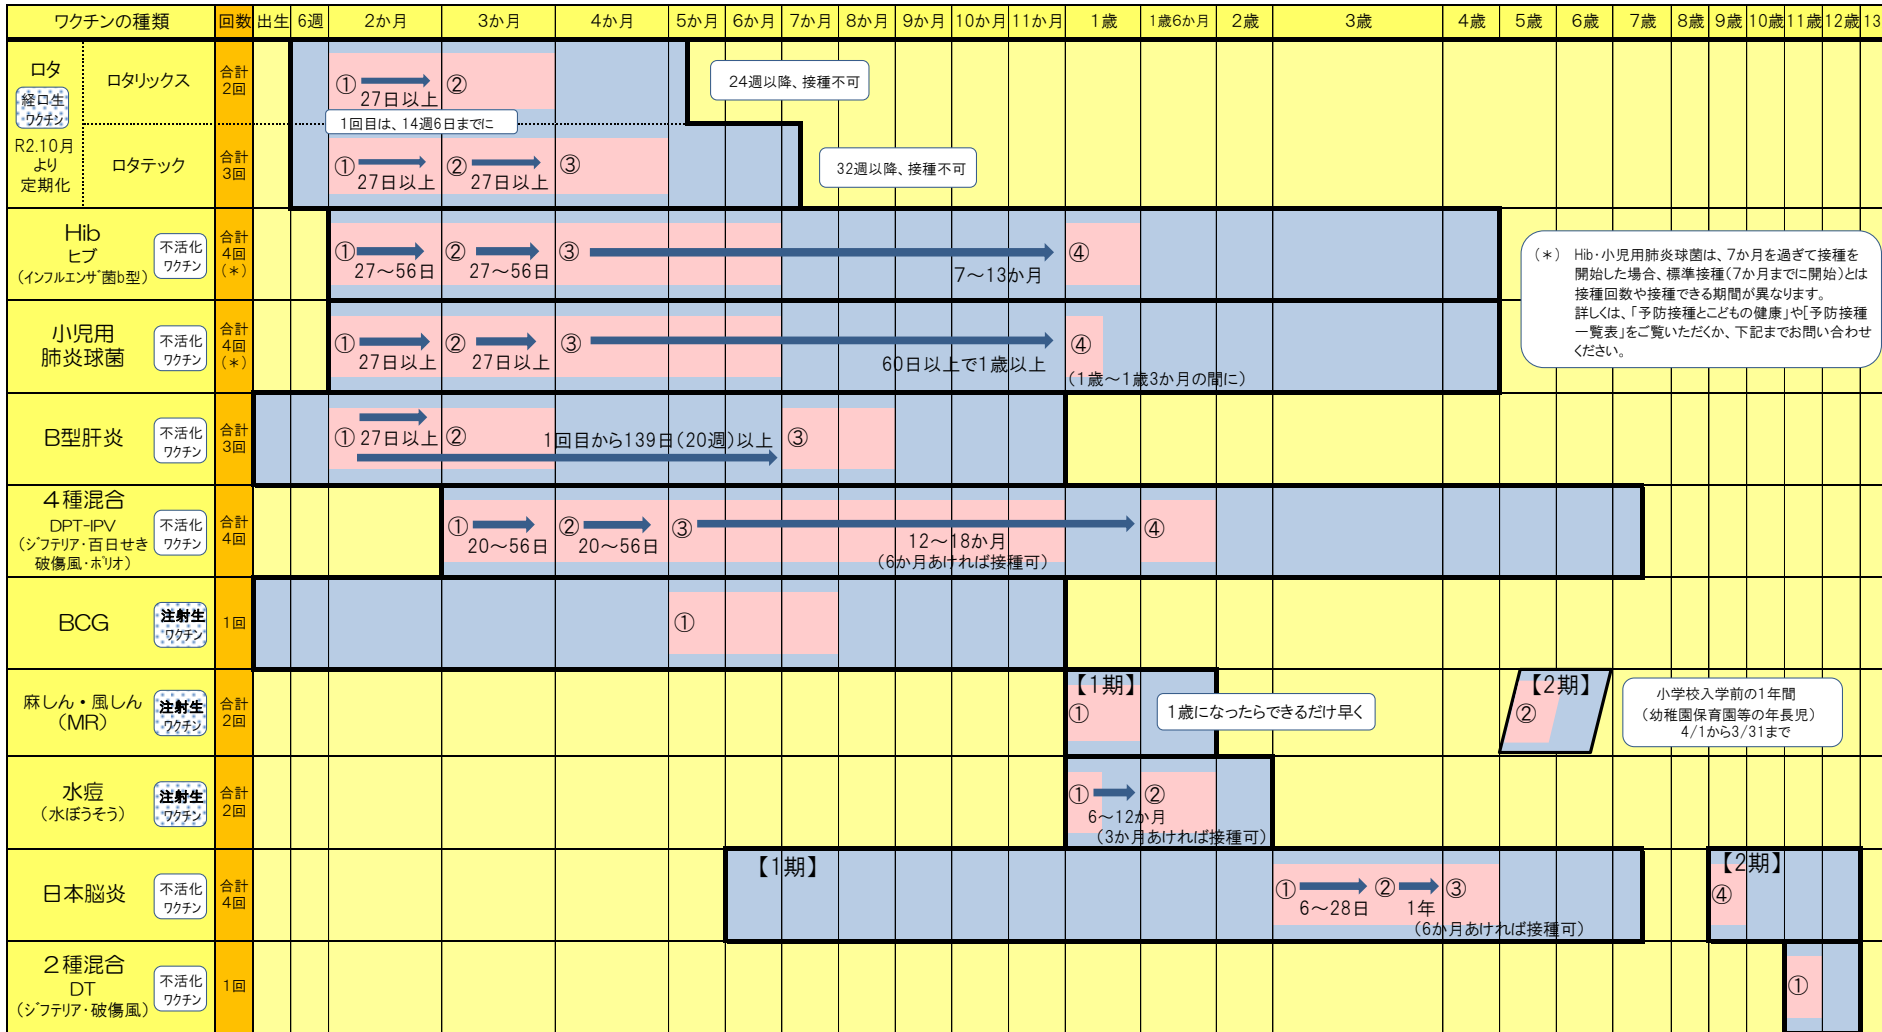 ワクチンの種類 回数 出生 6週 2か月 3か月 4か月 5か月 6か月 7か月 8か月 9か月 10か月 11か月 1歳 1歳6か月 2歳 3歳 4歳 5歳 6歳 7歳 8歳 9歳 10歳 11歳 12歳 13
ロタ
経口生
ワクチン
R2.10月
より
定期化
ロタリックス
合計
2回
① ②
27日以上
24週以降、接種不可
1回目は、14週6日までに
ロタテック
合計
3回
① ② ③
27日以上 27日以上
32週以降、接種不可
Hib
ヒブ
(インフルエンザ菌b型)
不活化
ワクチン
合計
4回
(*)
① ② ③ ④
27~56日 27~56日 7~13か月
(*) Hib・小児用肺炎球菌は、7か月を過ぎて接種を
開始した場合、標準接種(7か月までに開始)とは
接種回数や接種できる期間が異なります。
詳しくは、「予防接種とこどもの健康」や[予防接種
一覧表」をご覧いただくか、下記までお問い合わせ
ください。
小児用
肺炎球菌
不活化
ワクチン
合計
4回
(*)
① ② ③ ④
27日以上 27日以上 60日以上で1歳以上
(1歳~1歳3か月の間に)
B型肝炎
不活化
ワクチン
合計
3回
① 27日以上 ② 1回目から139日(20週)以上 ③
4種混合
DPT-IPV
(ジフテリア・百日せき
破傷風・ポリオ)
不活化
ワクチン
合計
4回
① ② ③ ④
20~56日 20~56日 12~18か月
(6か月あければ接種可)
BCG
注射生
ワクチン
1回
①
麻しん・風しん
(MR)
注射生
ワクチン
合計
2回
【1期】
①
1歳になったらできるだけ早く
【2期】
②
小学校入学前の1年間
(幼稚園保育園等の年長児)
4/1から3/31まで
水痘
(水ぼうそう)
注射生
ワクチン
合計
2回
① ②
6~12か月
(3か月あければ接種可)
日本脳炎
不活化
ワクチン
合計
4回
【1期】
① ② ③
6~28日 1年
(6か月あければ接種可)
【2期】
④
2種混合
DT
(ジフテリア・破傷風)
不活化
ワクチン
1回
①